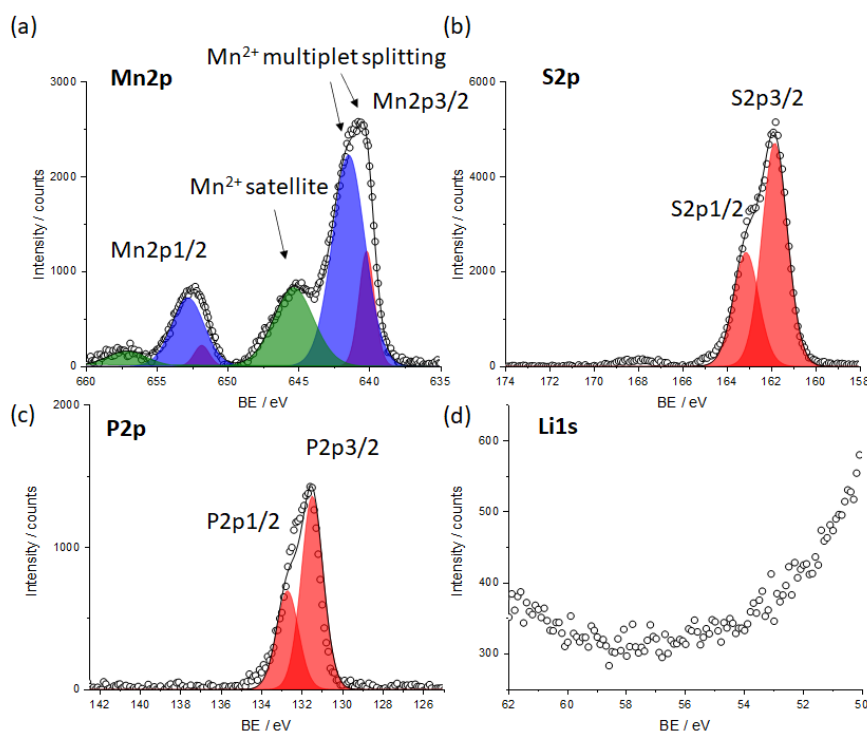 (a)
Mn2p
Mn²⁺ multiplet splitting
Mn2p3/2
Mn²⁺ satellite
Mn2p1/2
Intensity / counts
3000
2000
1000
0
660
655
650
645
640
635
BE / eV
(b)
S2p
S2p3/2
S2p1/2
Intensity / counts
6000
4000
2000
0
174
172
170
168
166
164
162
160
158
BE / eV
(c)
P2p
P2p3/2
P2p1/2
Intensity / counts
2000
1000
0
142
140
138
136
134
132
130
128
126
BE / eV
(d)
Li1s
Intensity / counts
600
500
400
300
62
60
58
56
54
52
50
BE / eV